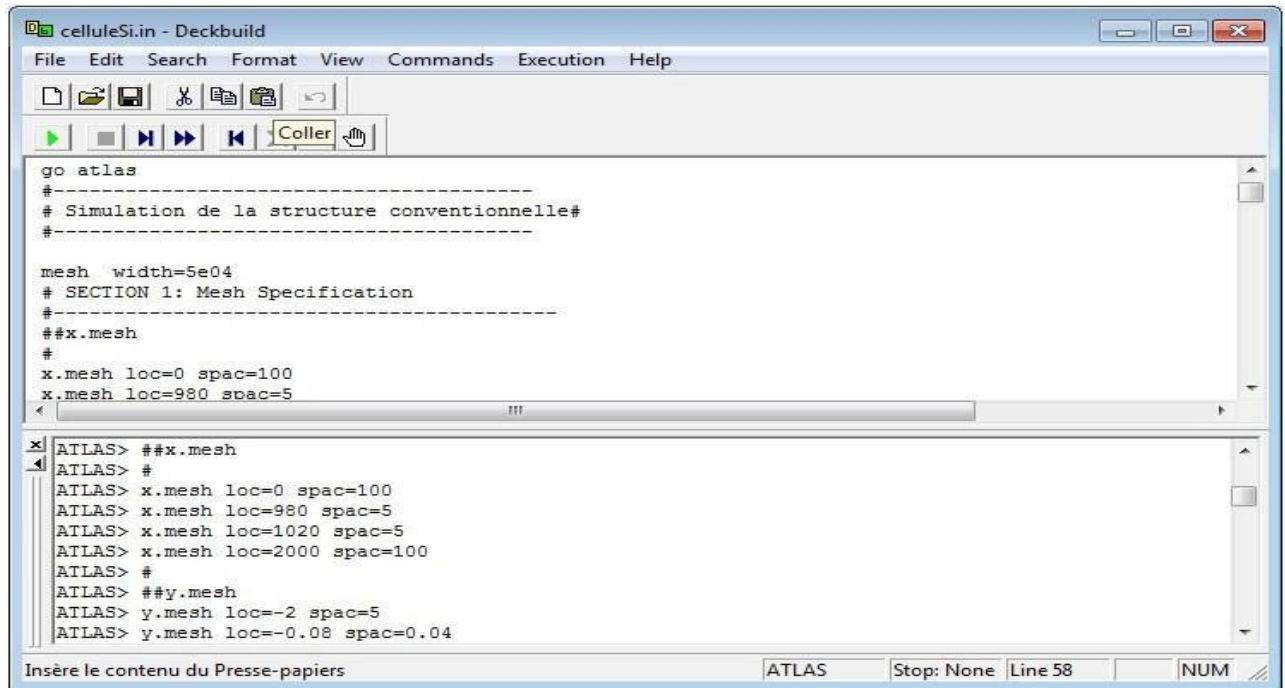 celluleSi.in - Deckbuild
File Edit Search Format View Commands Execution Help
Coller
go atlas
#----------------------------------------
# Simulation de la structure conventionnelle#
#----------------------------------------
mesh  width=5e04
# SECTION 1: Mesh Specification
#------------------------------------------
##x.mesh
#
x.mesh loc=0 spac=100
x.mesh loc=980 spac=5
ATLAS> ##x.mesh
ATLAS> #
ATLAS> x.mesh loc=0 spac=100
ATLAS> x.mesh loc=980 spac=5
ATLAS> x.mesh loc=1020 spac=5
ATLAS> x.mesh loc=2000 spac=100
ATLAS> #
ATLAS> ##y.mesh
ATLAS> y.mesh loc=-2 spac=5
ATLAS> y.mesh loc=-0.08 spac=0.04
Insère le contenu du Presse-papiers ATLAS Stop: None Line 58 NUM